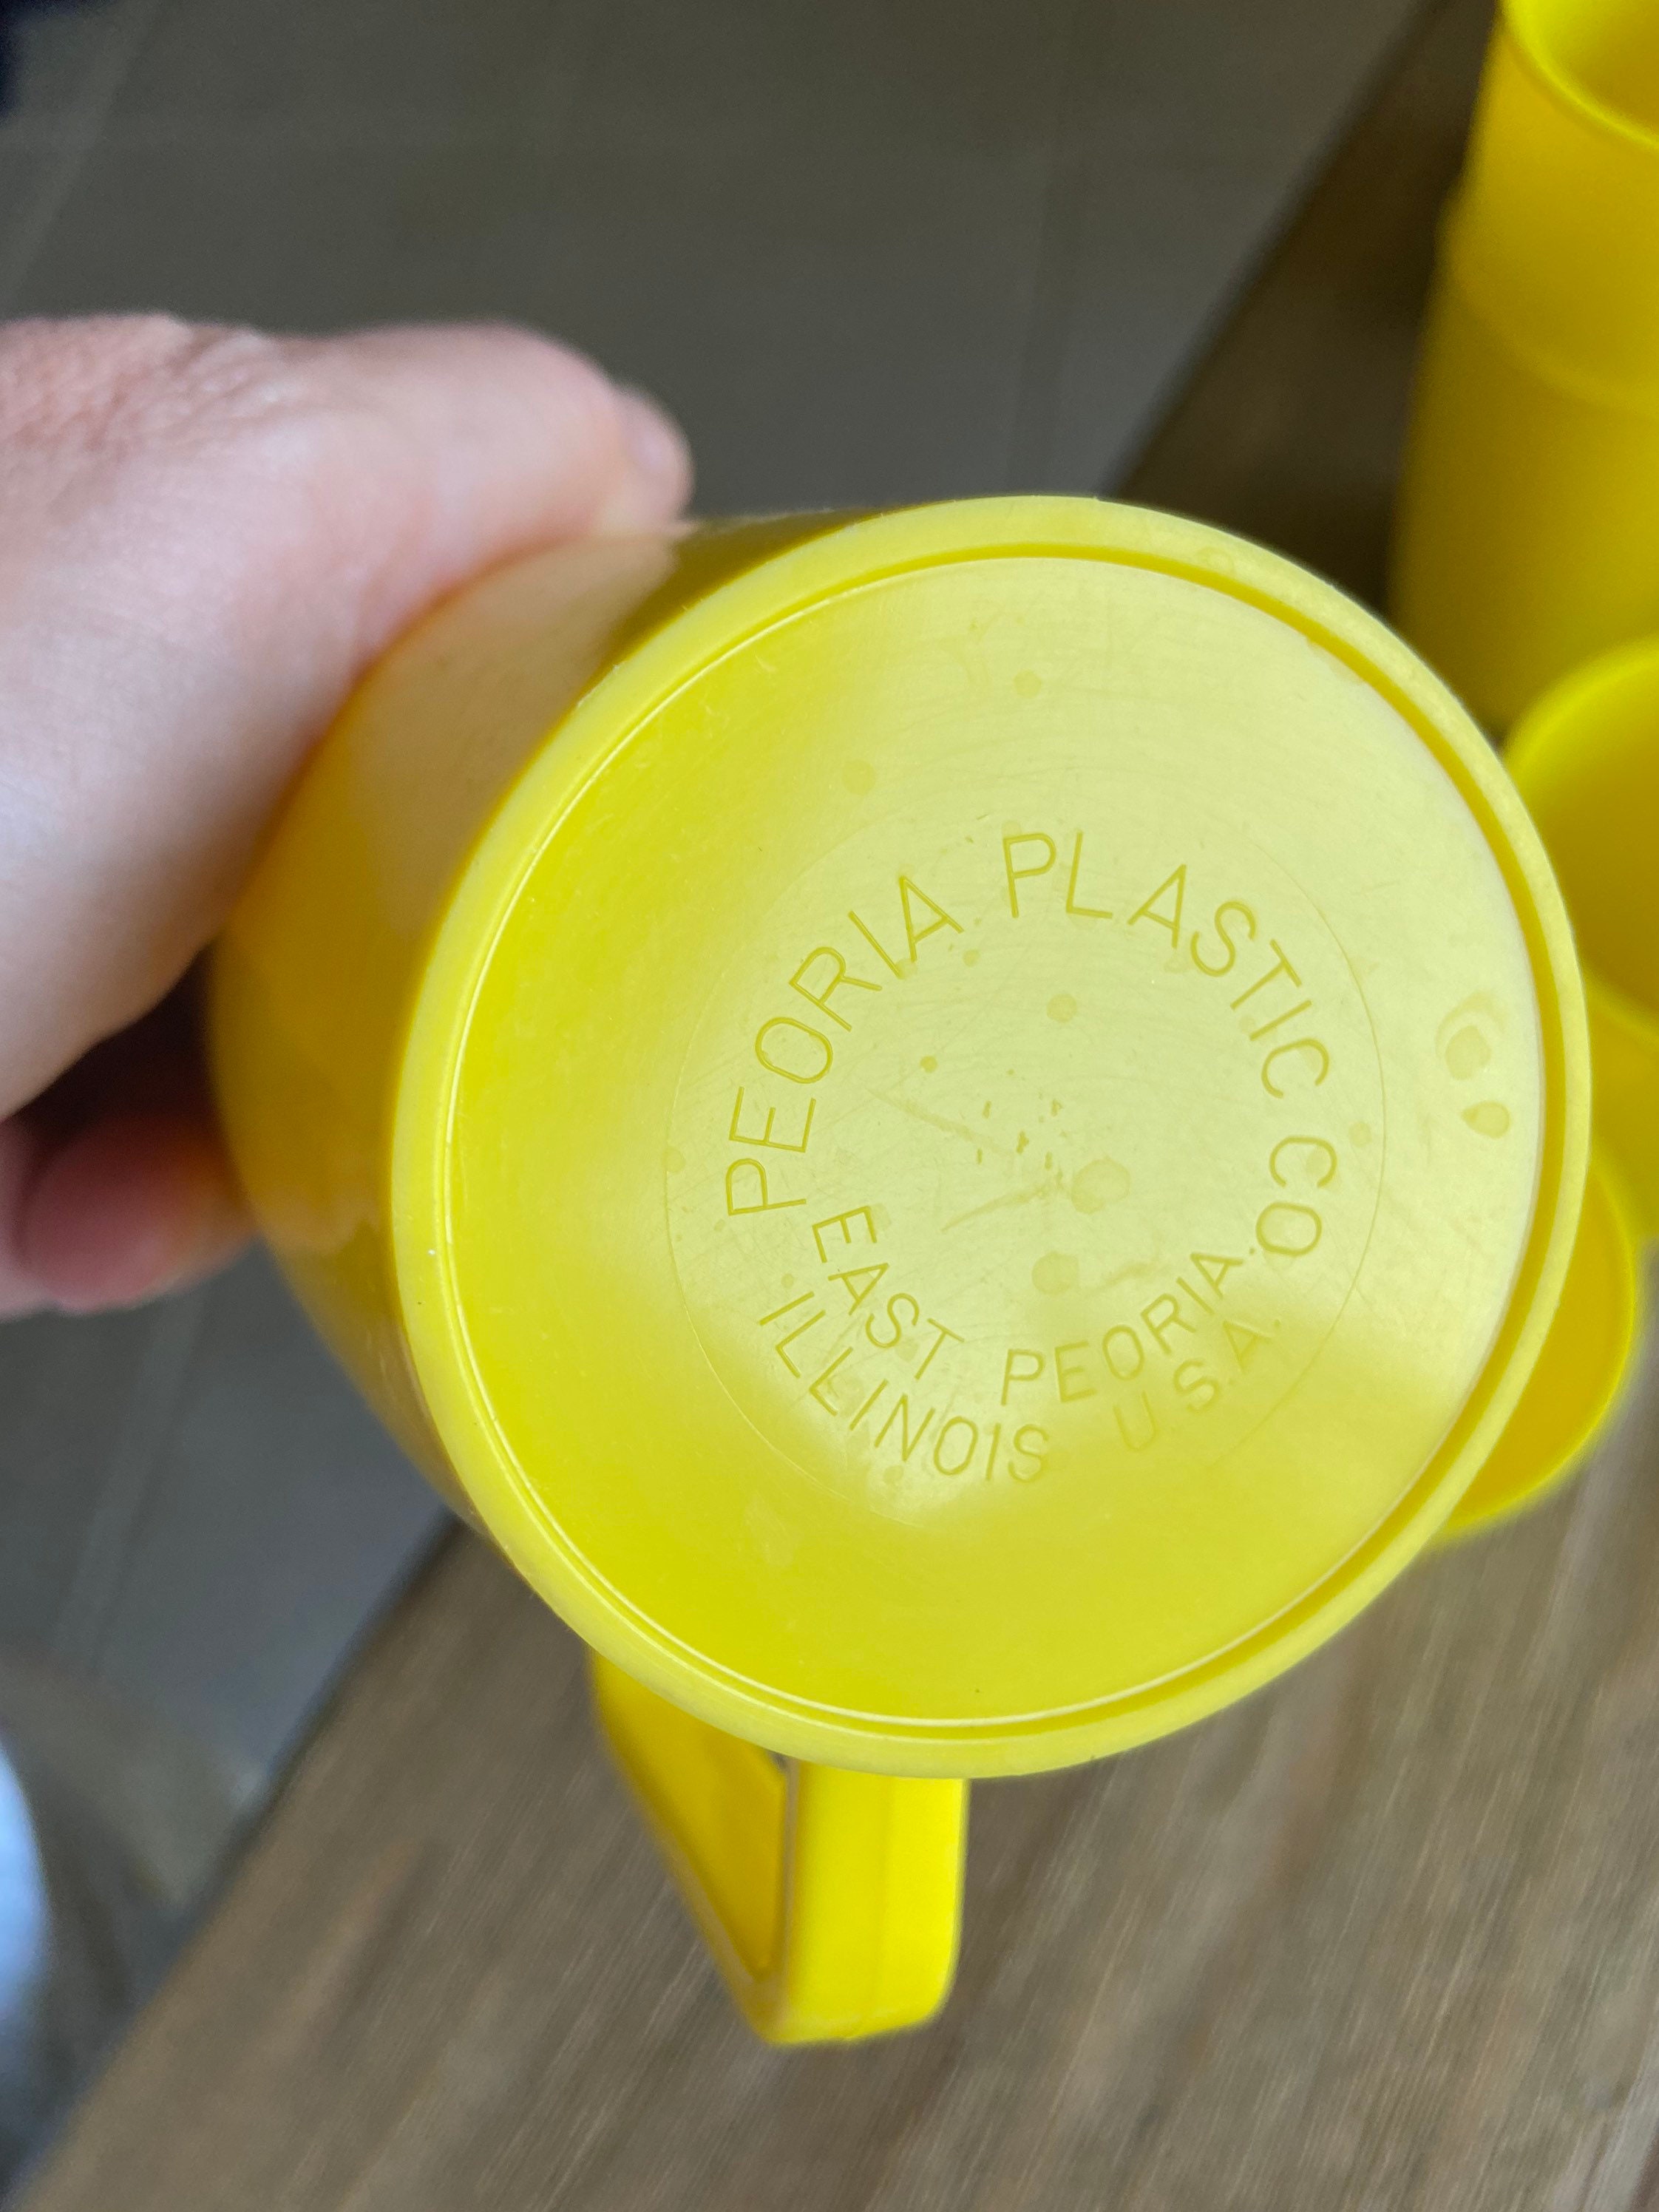 PEORIA PLASTIC CO
EAST PEORIA.
ILLINOIS U.S.A.